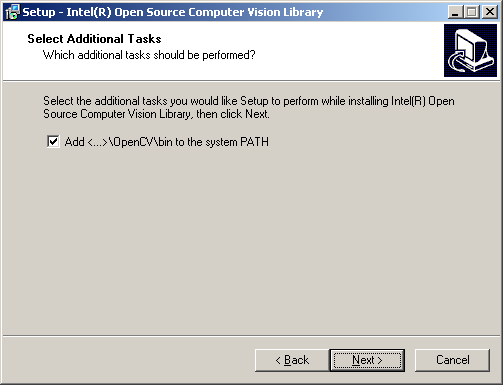 Setup - Intel(R) Open Source Computer Vision Library
Select Additional Tasks
Which additional tasks should be performed?
Select the additional tasks you would like Setup to perform while installing Intel(R) Open
Source Computer Vision Library, then click Next.
Add <...>\OpenCV\bin to the system PATH
< Back
Next >
Cancel